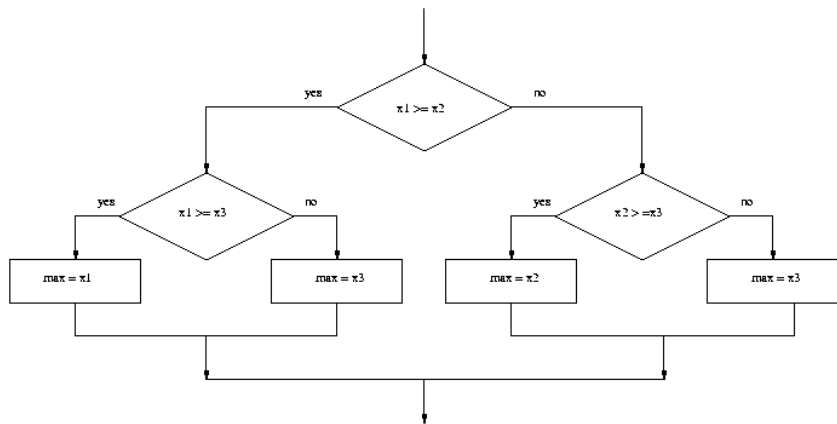 yes
no
x1 >= x2
yes
no
yes
no
x1 >= x3
x2 > =x3
max = x1
max = x3
max = x2
max = x3